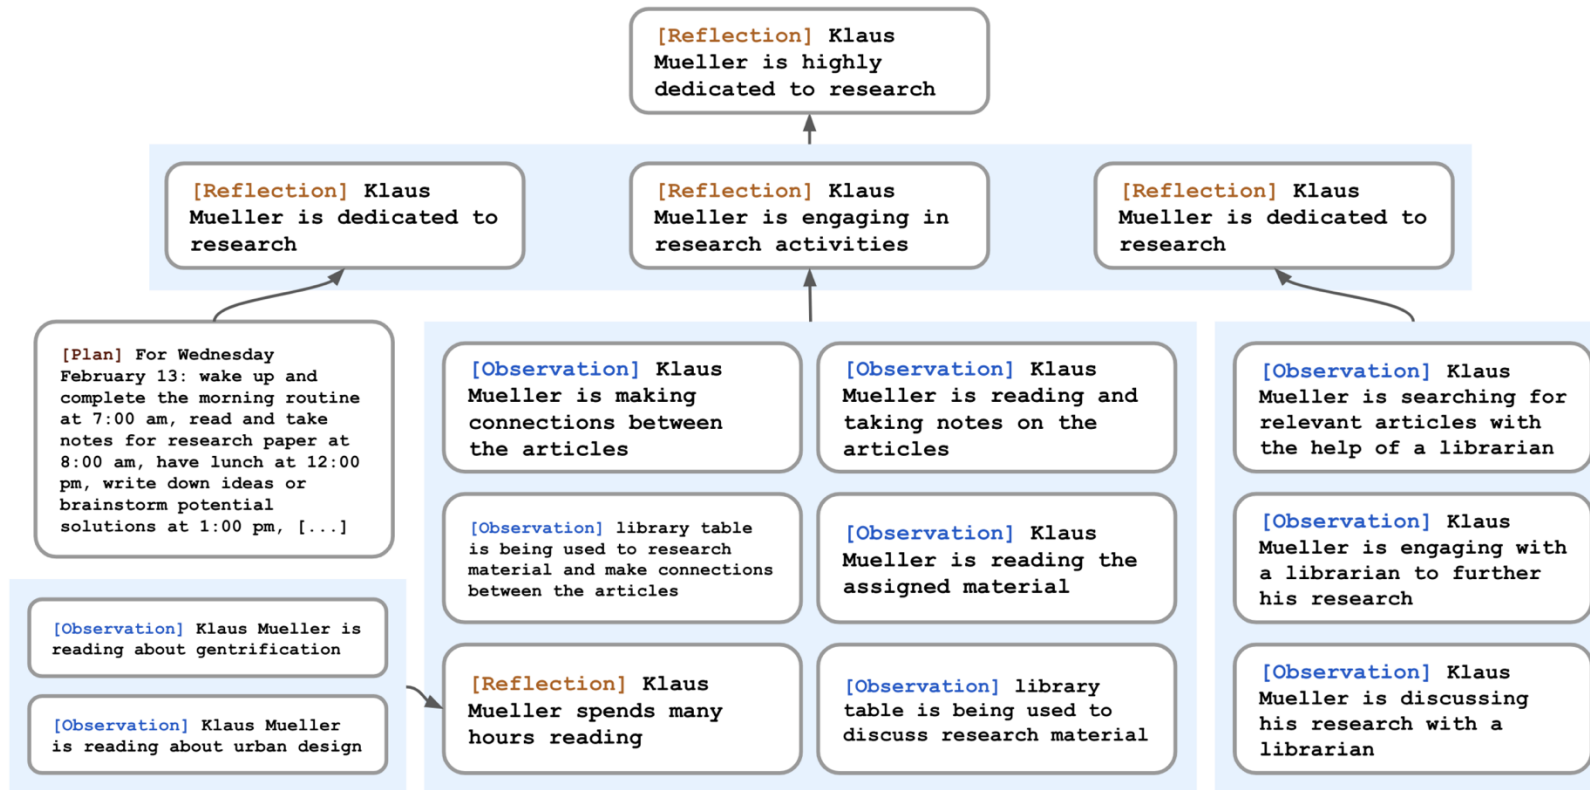 [Reflection] Klaus
Mueller is highly
dedicated to research
[Reflection] Klaus
Mueller is dedicated to
research
[Reflection] Klaus
Mueller is engaging in
research activities
[Reflection] Klaus
Mueller is dedicated to
research
[Plan] For Wednesday
February 13: wake up and
complete the morning routine
at 7:00 am, read and take
notes for research paper at
8:00 am, have lunch at 12:00
pm, write down ideas or
brainstorm potential
solutions at 1:00 pm, [...]
[Observation] Klaus Mueller is
reading about gentrification
[Observation] Klaus Mueller
is reading about urban design
[Observation] Klaus
Mueller is making
connections between
the articles
[Observation] Klaus
Mueller is reading and
taking notes on the
articles
[Observation] library table
is being used to research
material and make connections
between the articles
[Observation] Klaus
Mueller is reading the
assigned material
[Reflection] Klaus
Mueller spends many
hours reading
[Observation] library
table is being used to
discuss research material
[Observation] Klaus
Mueller is searching for
relevant articles with
the help of a librarian
[Observation] Klaus
Mueller is engaging with
a librarian to further
his research
[Observation] Klaus
Mueller is discussing
his research with a
librarian